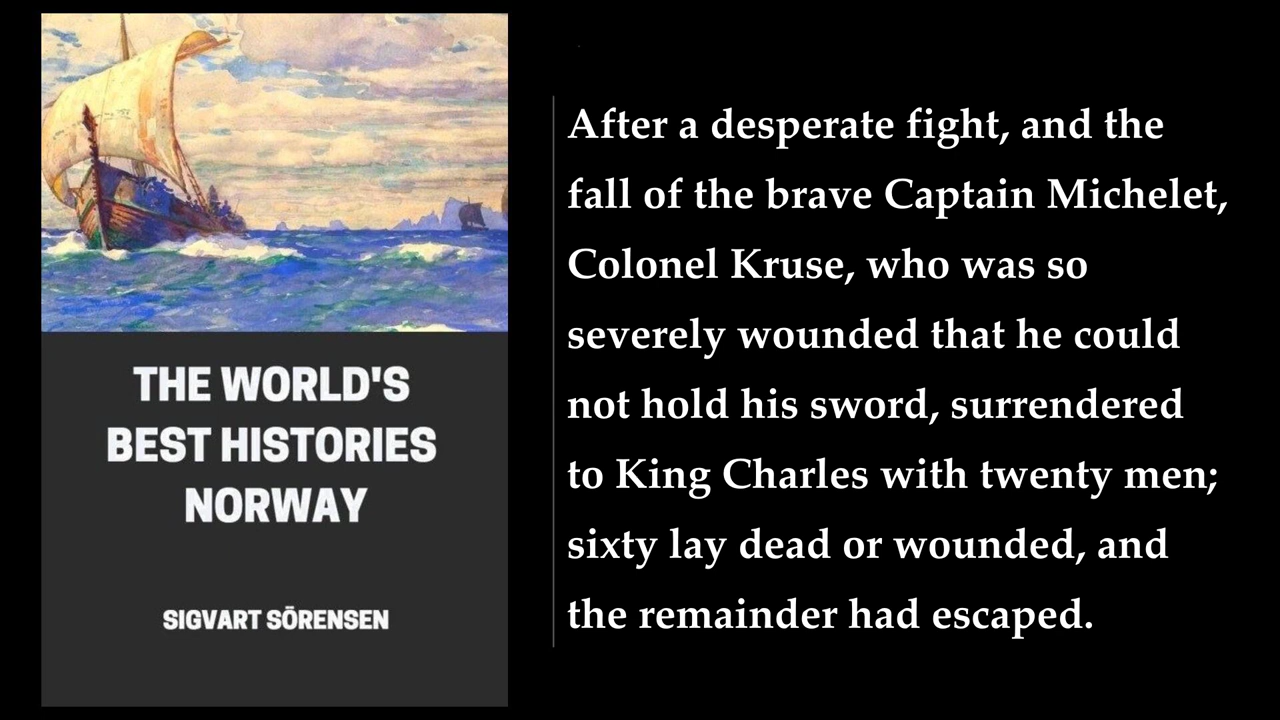 THE WORLD'S
BEST HISTORIES
NORWAY
SIGVART SÖRENSEN
After a desperate fight, and the
fall of the brave Captain Michelet,
Colonel Kruse, who was so
severely wounded that he could
not hold his sword, surrendered
to King Charles with twenty men;
sixty lay dead or wounded, and
the remainder had escaped.